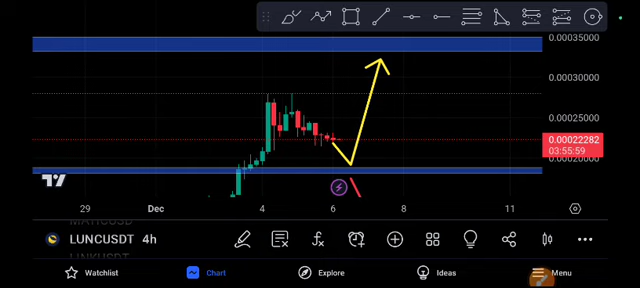 0.00035000
0.00030000
0.00025000
0.00022282
03:55:59
0.00020000
29 Dec 4 6 8 11
LUNCUSDT 4h
LINKUSDT
Watchlist Chart Explore Ideas Menu